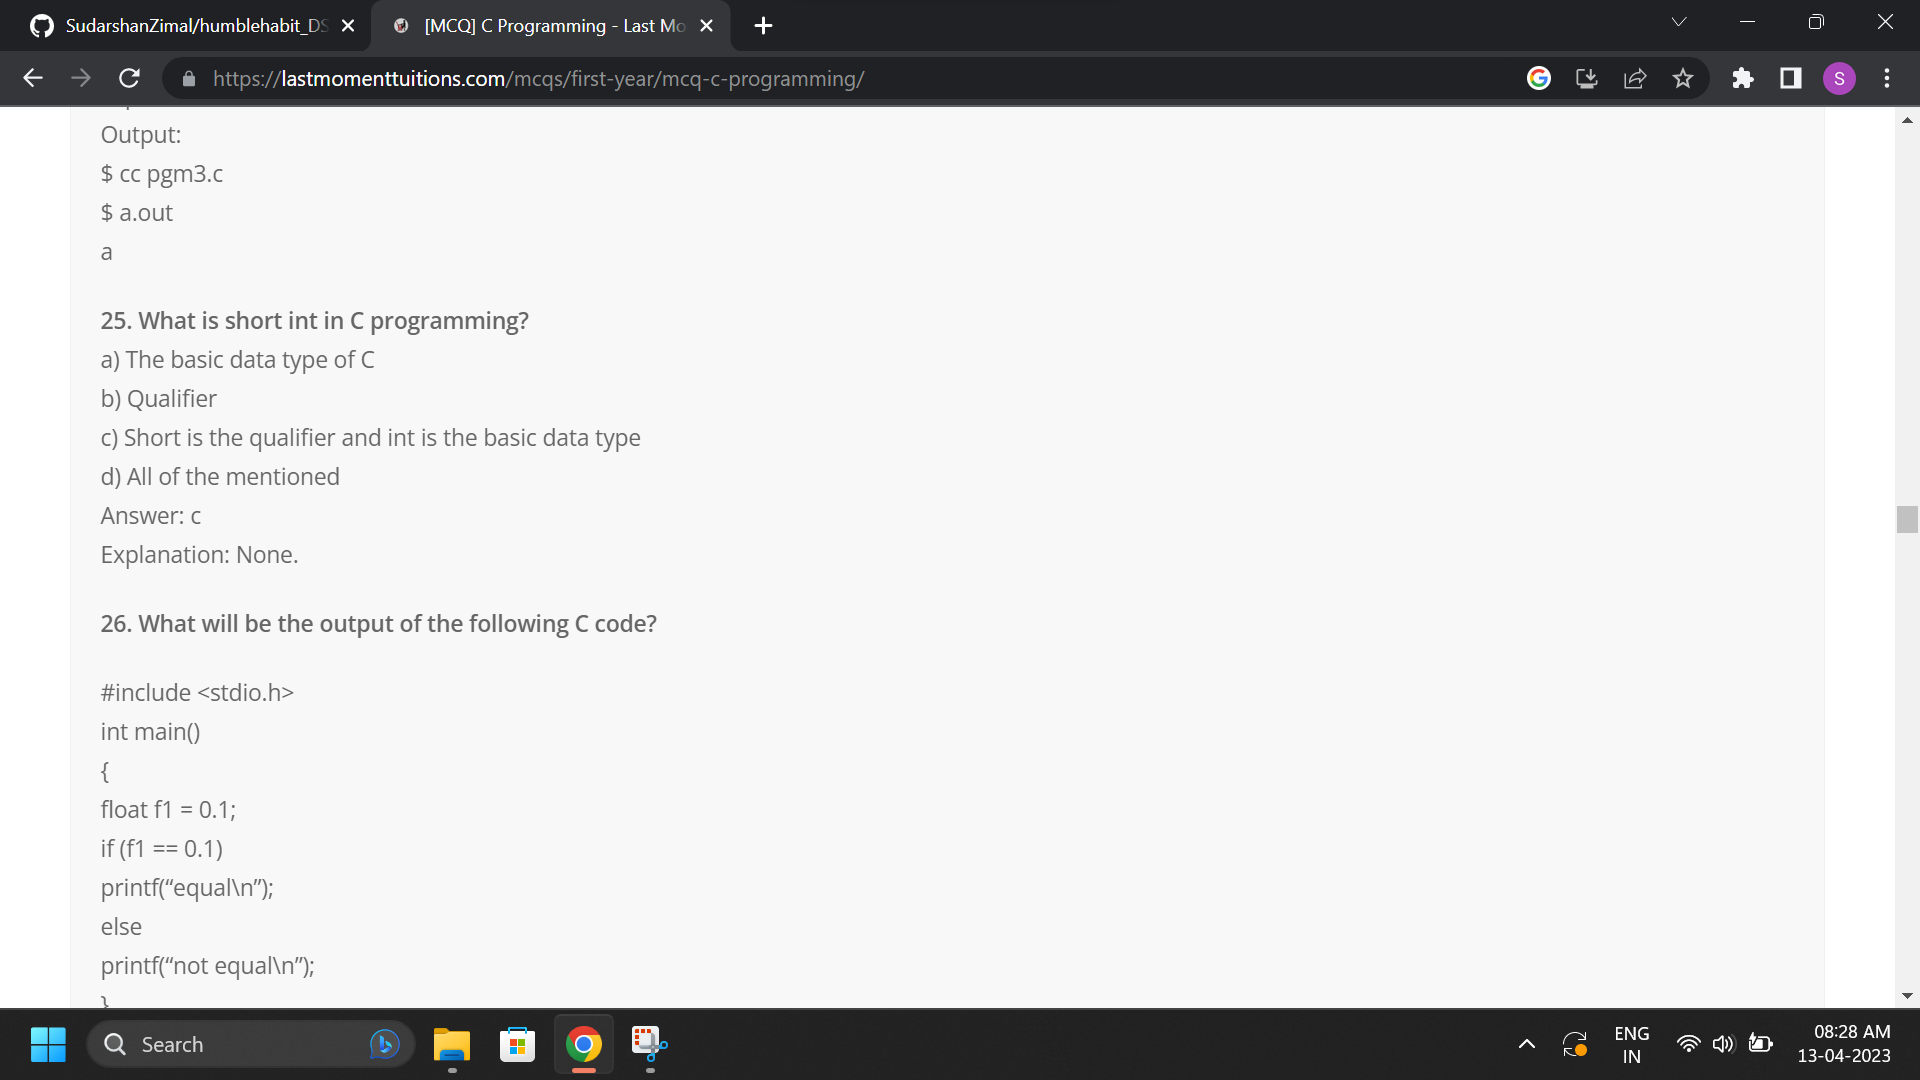 SudarshanZimal/humblehabit_DS
[MCQ] C Programming - Last Mo
https://lastmomenttuitions.com/mcqs/first-year/mcq-c-programming/
S
Output:
$ cc pgm3.c
$ a.out
a
25. What is short int in C programming?
a) The basic data type of C
b) Qualifier
c) Short is the qualifier and int is the basic data type
d) All of the mentioned
Answer: c
Explanation: None.
26. What will be the output of the following C code?
#include <stdio.h>
int main()
{
float f1 = 0.1;
if (f1 == 0.1)
printf(“equal\n”);
else
printf(“not equal\n”);
}
Search
ENG
IN
08:28 AM
13-04-2023